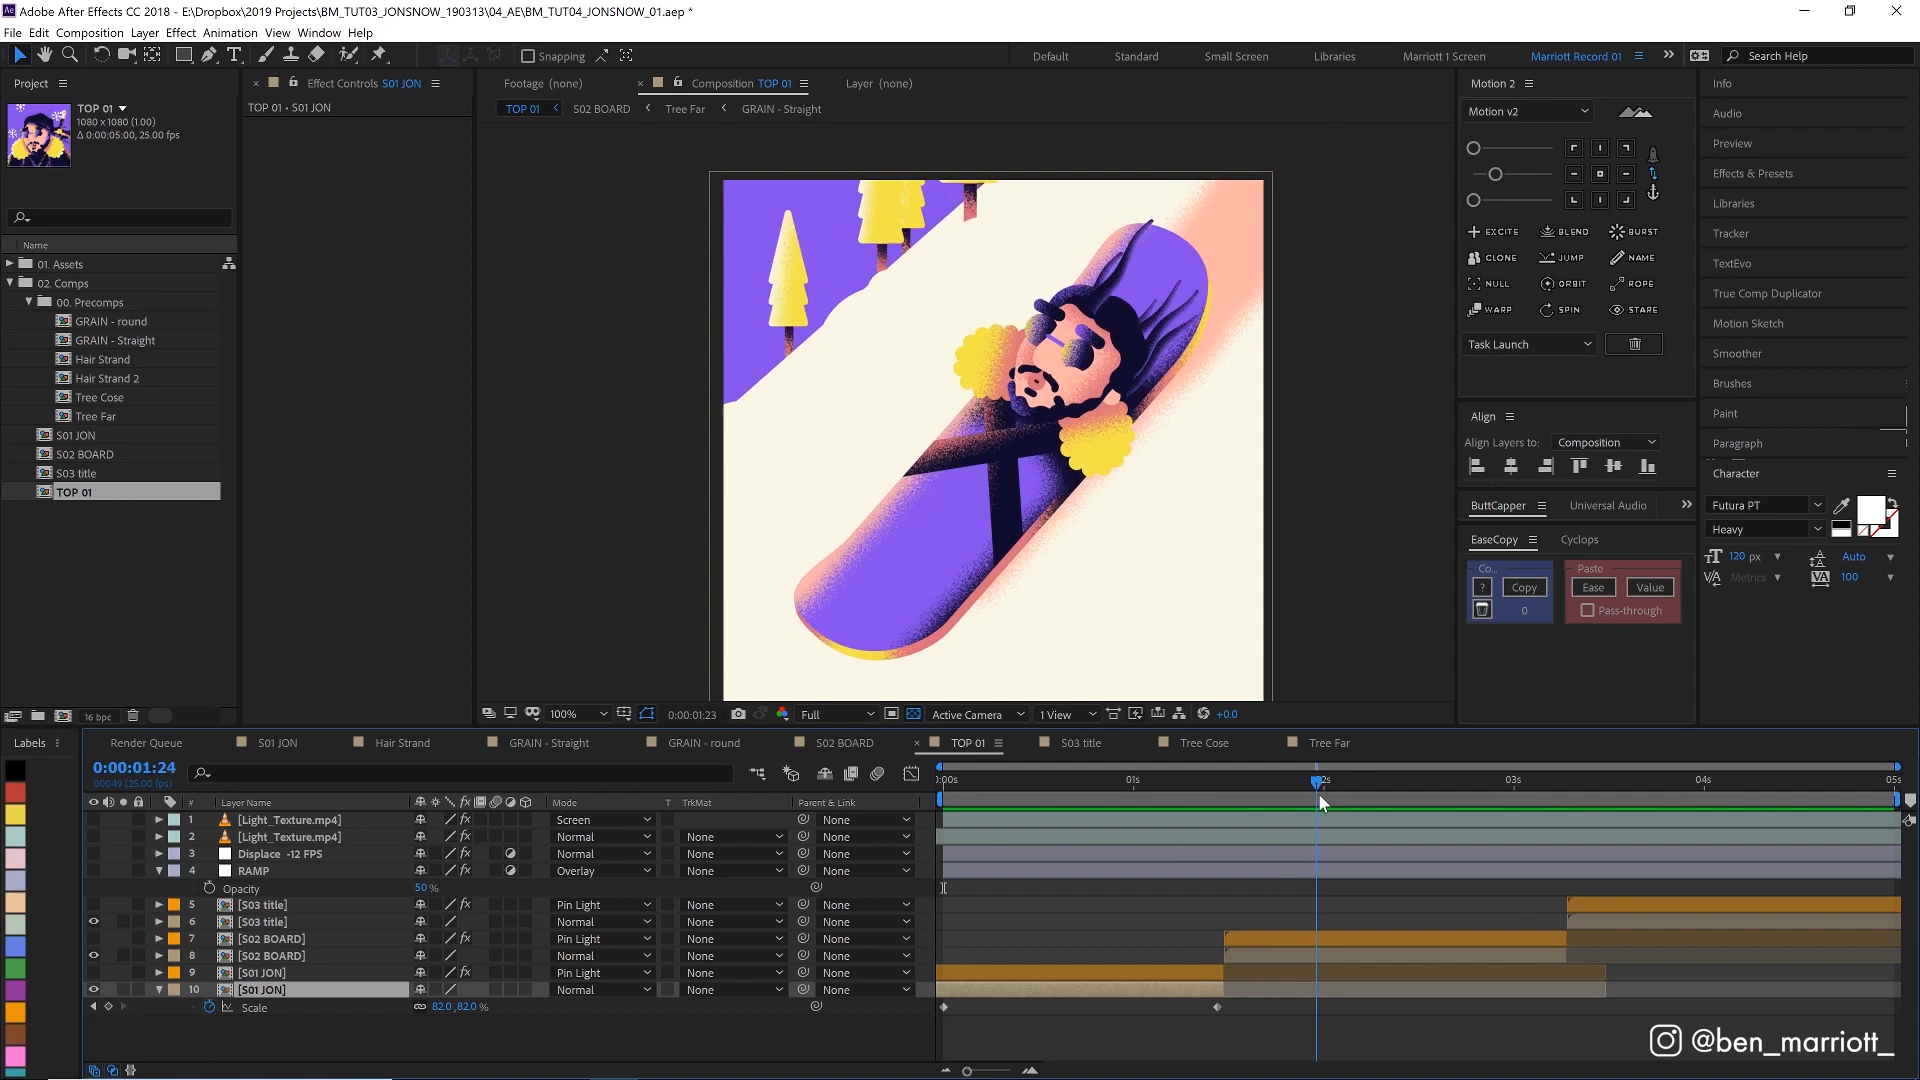 Adobe After Effects CC 2018 - E:\Dropbox\2019 Projects\BM_TUT03_JONSNOW_190313\04_AE\BM_TUT04_JONSNOW_01.aep *
File Edit Composition Layer Effect Animation View Window Help
Snapping
Default Standard Small Screen Libraries Marriott 1 Screen Marriott Record 01 Search Help
Project
Effect Controls S01 JON
Footage (none)
Composition TOP 01
Layer (none)
TOP 01
1080 x 1080 (1.00)
Δ 0:00:05:00, 25.00 fps
TOP 01 • S01 JON
TOP 01 S02 BOARD Tree Far GRAIN - Straight
Name
01. Assets
02. Comps
00. Precomps
GRAIN - round
GRAIN - Straight
Hair Strand
Hair Strand 2
Tree Cose
Tree Far
S01 JON
S02 BOARD
S03 title
TOP 01
16 bpc
100%
0:00:01:23
Full
Active Camera
1 View
+0.0
Motion 2
Motion v2
EXCITE BLEND BURST
CLONE JUMP NAME
NULL ORBIT ROPE
WARP SPIN STARE
Task Launch
Align
Align Layers to: Composition
ButtCapper Universal Audio
EaseCopy Cyclops
Co... Paste
? Copy Ease Value
0 Pass-through
Info
Audio
Preview
Effects & Presets
Libraries
Tracker
TextEvo
True Comp Duplicator
Motion Sketch
Smoother
Brushes
Paint
Paragraph
Character
Futura PT
Heavy
120 px Auto
Metrics 100
Labels
Render Queue S01 JON Hair Strand GRAIN - Straight GRAIN - round S02 BOARD TOP 01 S03 title Tree Cose Tree Far
0:00:01:24
00049 (25.00 fps)
# Layer Name Mode T TrkMat Parent & Link
:00s 01s 2s 03s 04s 05s
1 [Light_Texture.mp4] Screen None
2 [Light_Texture.mp4] Normal None None
3 Displace -12 FPS Normal None None
4 RAMP Overlay None None
Opacity 50 %
5 [S03 title] Pin Light None None
6 [S03 title] Normal None None
7 [S02 BOARD] Pin Light None None
8 [S02 BOARD] Normal None None
9 [S01 JON] Pin Light None None
10 [S01 JON] Normal None None
Scale 82.0,82.0 %
@ben_marriott_